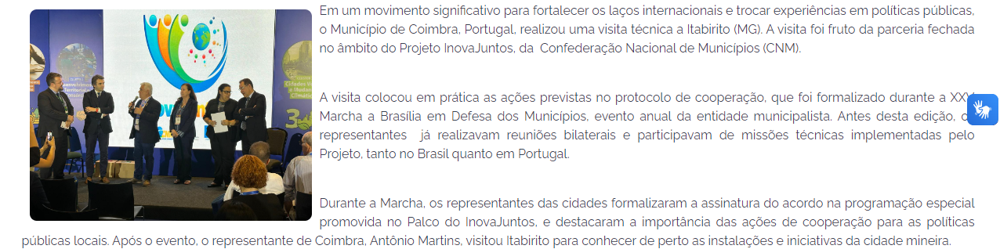 Em um movimento significativo para fortalecer os laços internacionais e trocar experiências em políticas públicas,
o Município de Coimbra, Portugal, realizou uma visita técnica a Itabirito (MG). A visita foi fruto da parceria fechada
no âmbito do Projeto InovaJuntos, da Confederação Nacional de Municípios (CNM).
A visita colocou em prática as ações previstas no protocolo de cooperação, que foi formalizado durante a XXV
Marcha a Brasília em Defesa dos Municípios, evento anual da entidade municipalista. Antes desta edição,
representantes já realizavam reuniões bilaterais e participavam de missões técnicas implementadas pelo
Projeto, tanto no Brasil quanto em Portugal.
Durante a Marcha, os representantes das cidades formalizaram a assinatura do acordo na programação especial
promovida no Palco do InovaJuntos, e destacaram a importância das ações de cooperação para as políticas
públicas locais. Após o evento, o representante de Coimbra, Antônio Martins, visitou Itabirito para conhecer de perto as instalações e iniciativas da cidade mineira.